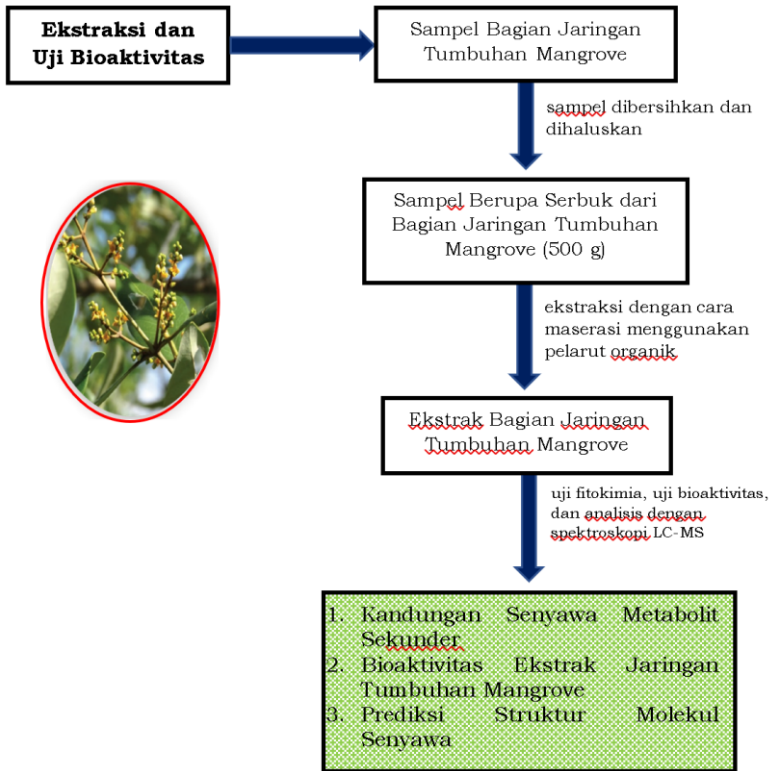 Ekstraksi dan
Uji Bioaktivitas
Sampel Bagian Jaringan
Tumbuhan Mangrove
sampel dibersihkan dan
dihaluskan
Sampel Berupa Serbuk dari
Bagian Jaringan Tumbuhan
Mangrove (500 g)
ekstraksi dengan cara
maserasi menggunakan
pelarut organik
Ekstrak Bagian Jaringan
Tumbuhan Mangrove
uji fitokimia, uji bioaktivitas,
dan analisis dengan
spektroskopi LC-MS
1. Kandungan Senyawa Metabolit
Sekunder
2. Bioaktivitas Ekstrak Jaringan
Tumbuhan Mangrove
3. Prediksi Struktur Molekul
Senyawa